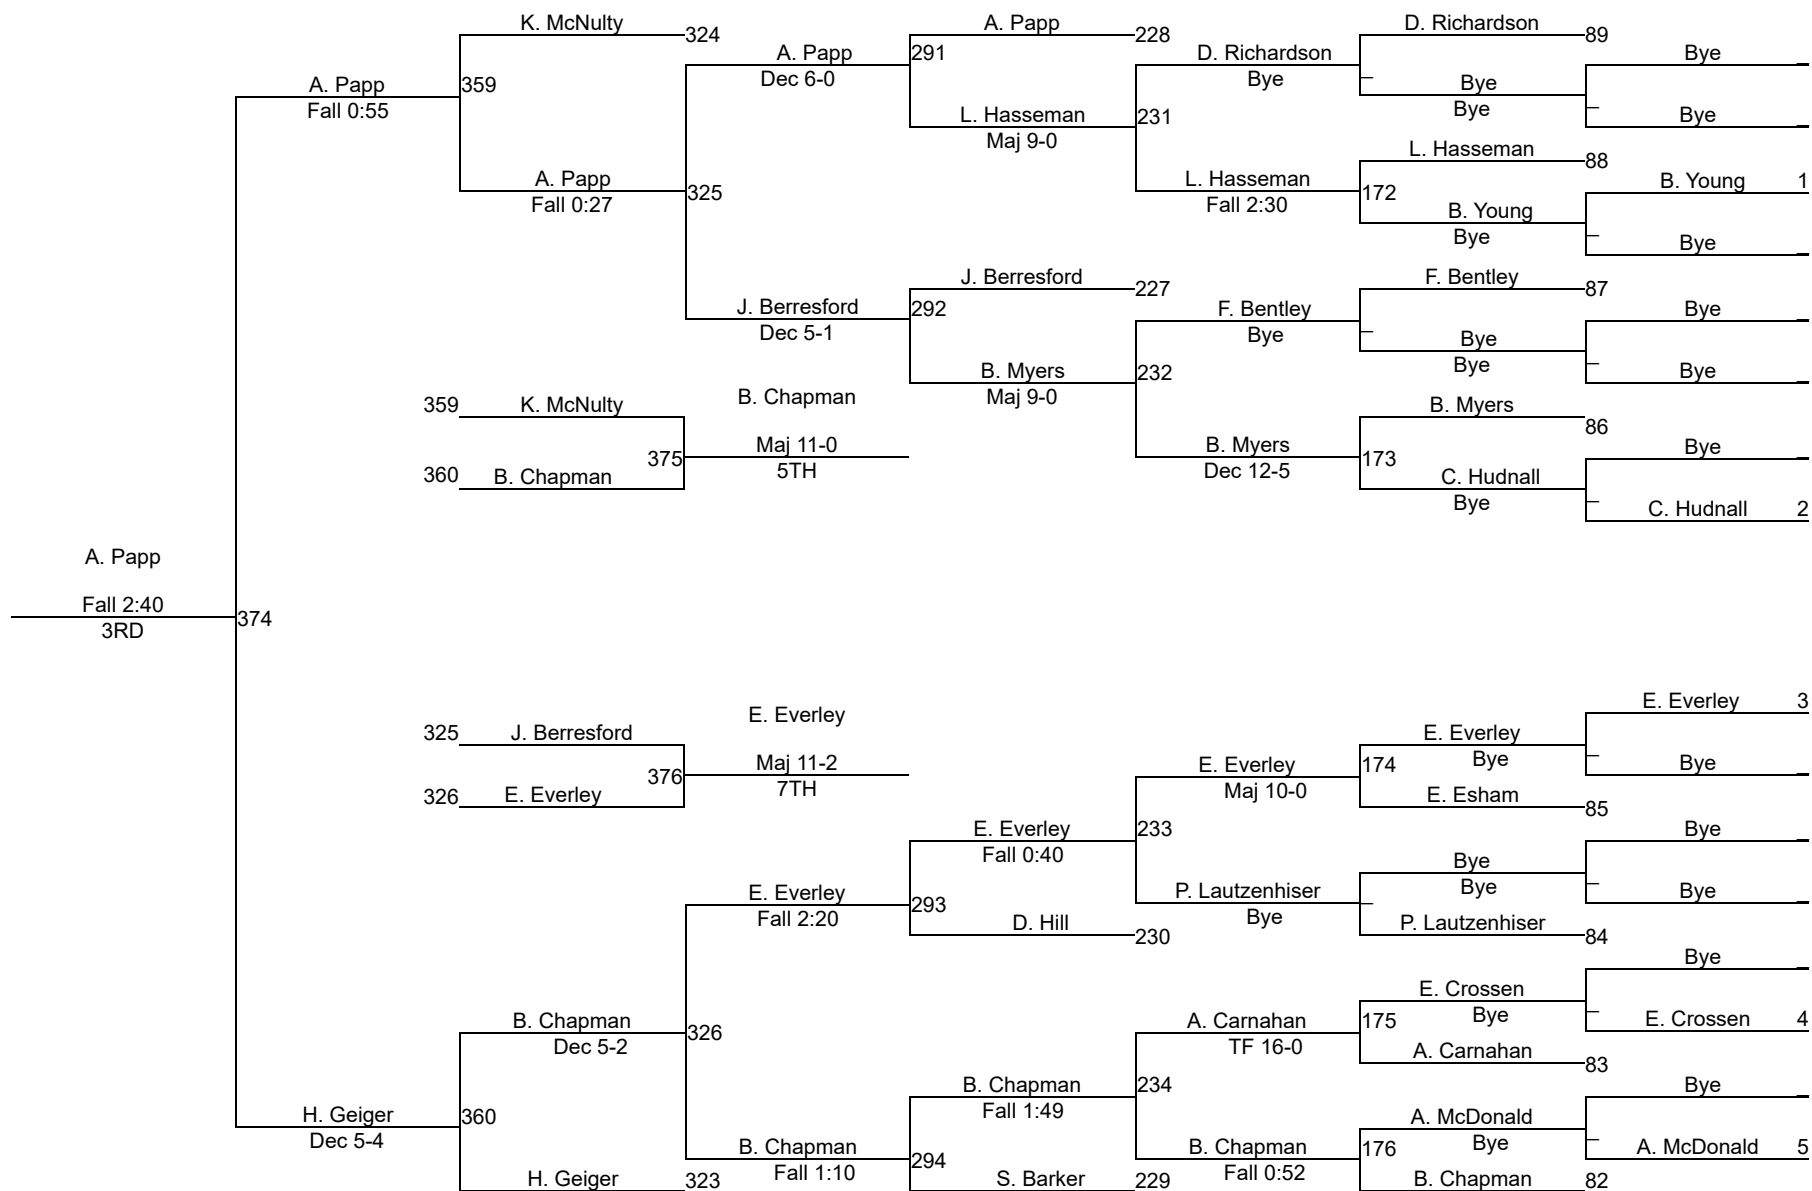 K. McNulty
324
A. Papp
228
D. Richardson
89
A. Papp
Dec 6-0
291
D. Richardson
Bye
Bye
A. Papp
Fall 0:55
359
Bye
Bye
L. Hasseman
Maj 9-0
231
Bye
L. Hasseman
88
A. Papp
Fall 0:27
325
L. Hasseman
Fall 2:30
172
B. Young 1
B. Young
Bye
Bye
J. Berresford
227
F. Bentley
87
J. Berresford
Dec 5-1
292
F. Bentley
Bye
Bye
Bye
Bye
B. Myers
Maj 9-0
232
Bye
359
K. McNulty
B. Chapman
B. Myers
86
375
Maj 11-0
5TH
B. Myers
Dec 12-5
173
Bye
360
B. Chapman
C. Hudnall
Bye
C. Hudnall 2
A. Papp
Fall 2:40
3RD
374
E. Everley 3
325
J. Berresford
E. Everley
E. Everley
Bye
376
Maj 11-2
7TH
E. Everley
Maj 10-0
174
Bye
326
E. Everley
E. Esham
85
E. Everley
Fall 0:40
233
Bye
Bye
Bye
E. Everley
Fall 2:20
293
P. Lautzenhiser
Bye
Bye
D. Hill
230
P. Lautzenhiser
84
Bye
E. Crossen
Bye
B. Chapman
Dec 5-2
326
A. Carnahan
TF 16-0
175
E. Crossen 4
A. Carnahan
83
B. Chapman
Fall 1:49
234
Bye
H. Geiger
Dec 5-4
360
A. McDonald
Bye
B. Chapman
Fall 1:10
294
B. Chapman
Fall 0:52
176
A. McDonald 5
H. Geiger
323
S. Barker
229
B. Chapman
82